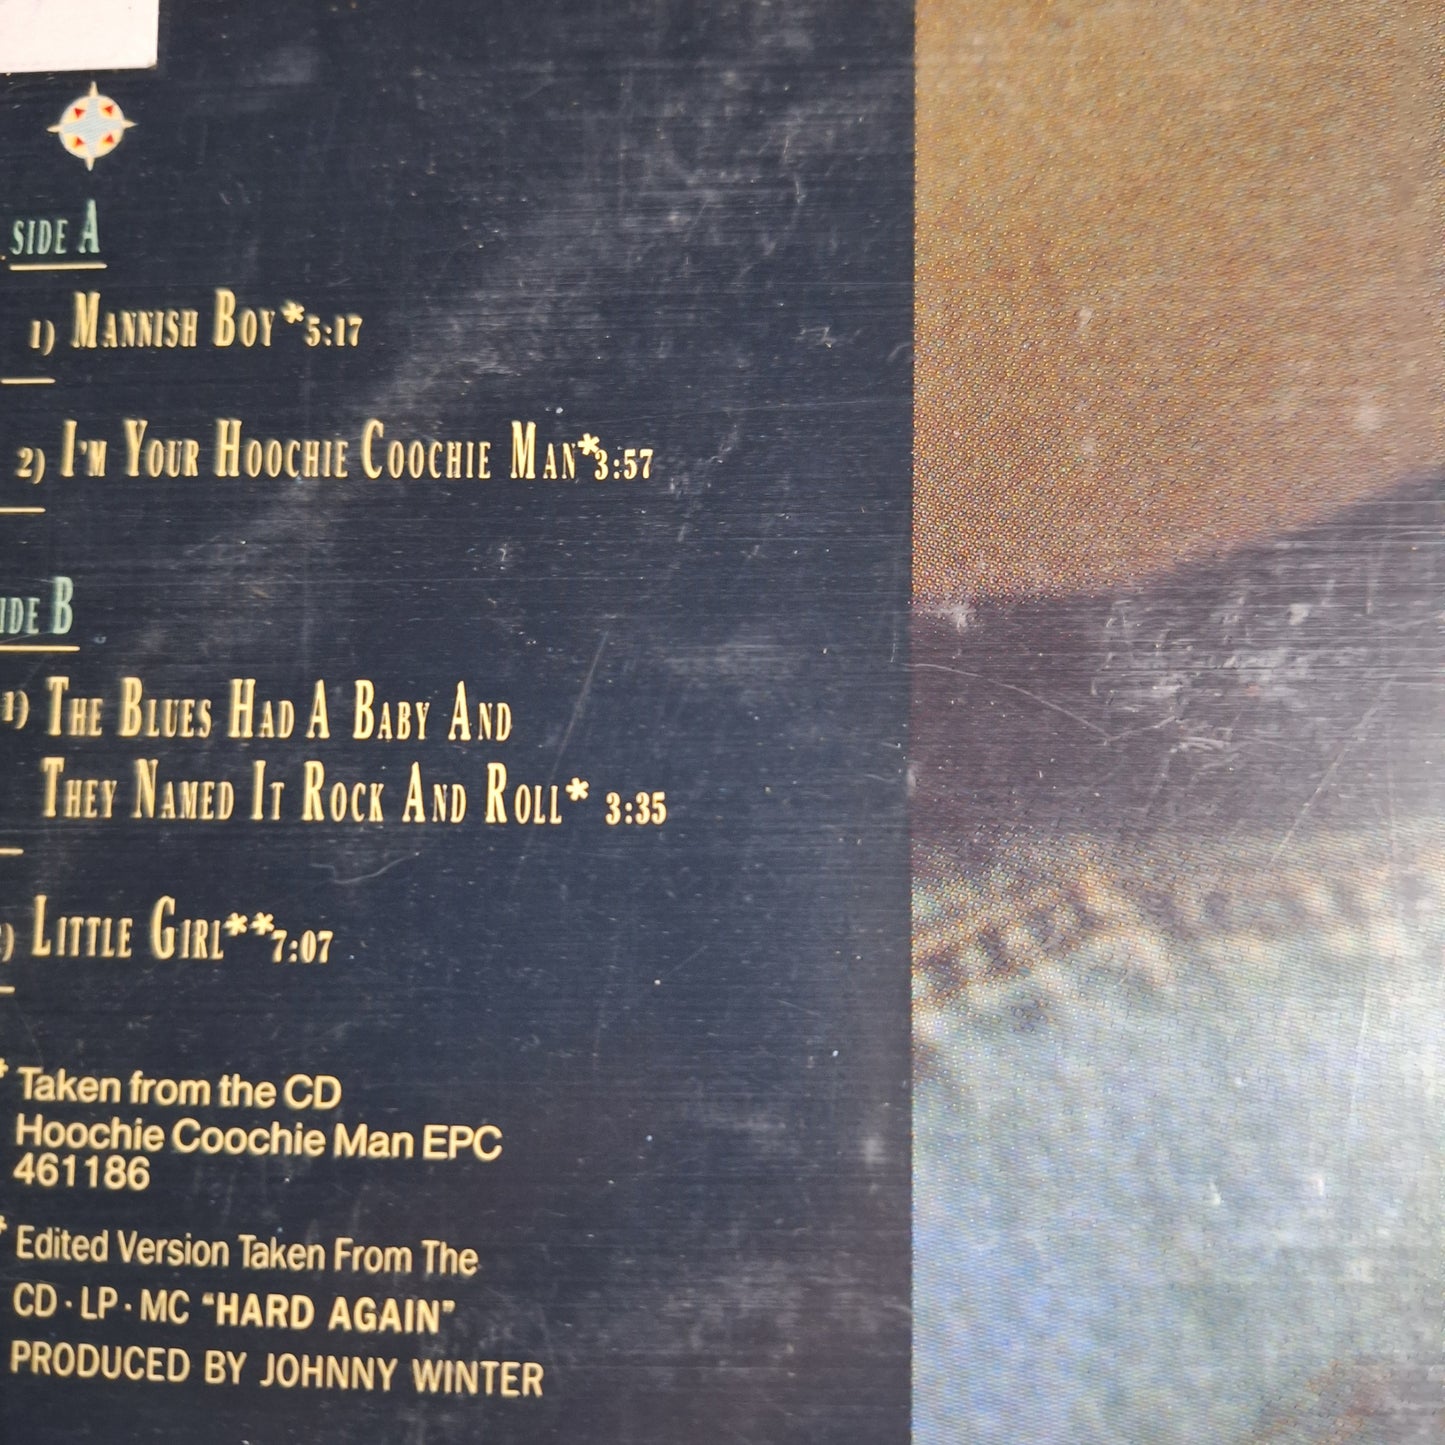 SIDE A
1) MANNISH BOY * 5:17
2) I'M YOUR HOOCHIE COOCHIE MAN* 3:57
IDE B
1) THE BLUES HAD A BABY AND
THEY NAMED IT ROCK AND ROLL* 3:35
) LITTLE GIRL** 7:07
* Taken from the CD
Hoochie Coochie Man EPC
461186
* Edited Version Taken From The
CD · LP · MC "HARD AGAIN"
PRODUCED BY JOHNNY WINTER